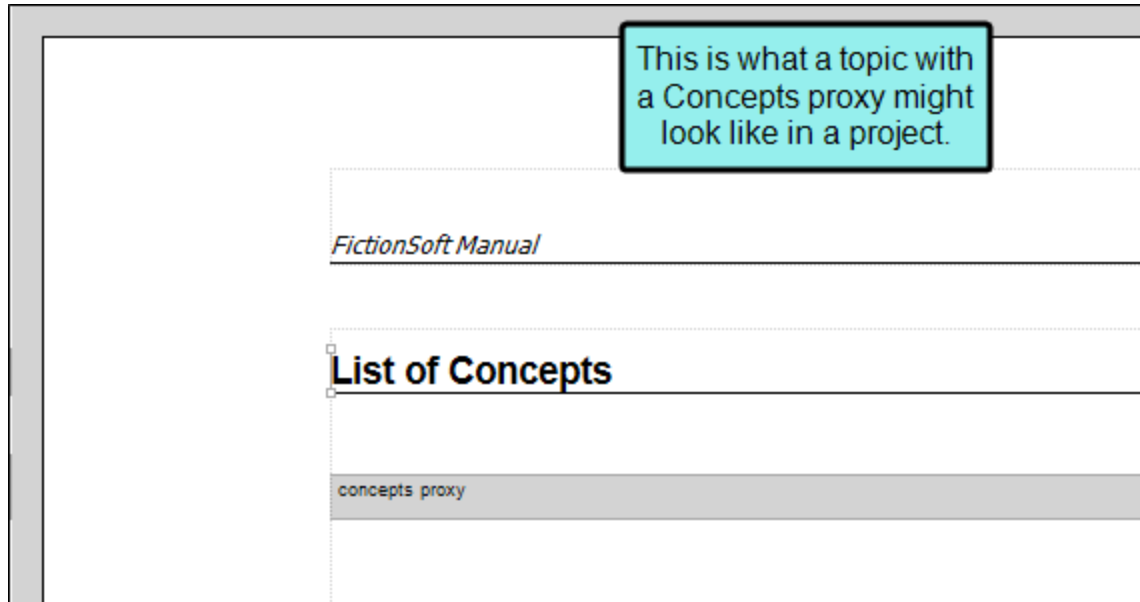 This is what a topic with
a Concepts proxy might
look like in a project.
FictionSoft Manual
List of Concepts
concepts proxy